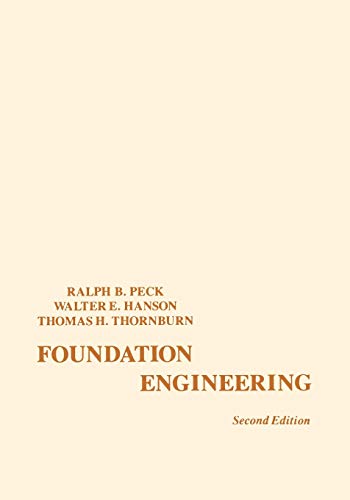 RALPH B. PECK
WALTER E. HANSON
THOMAS H. THORNBURN
FOUNDATION
ENGINEERING
Second Edition